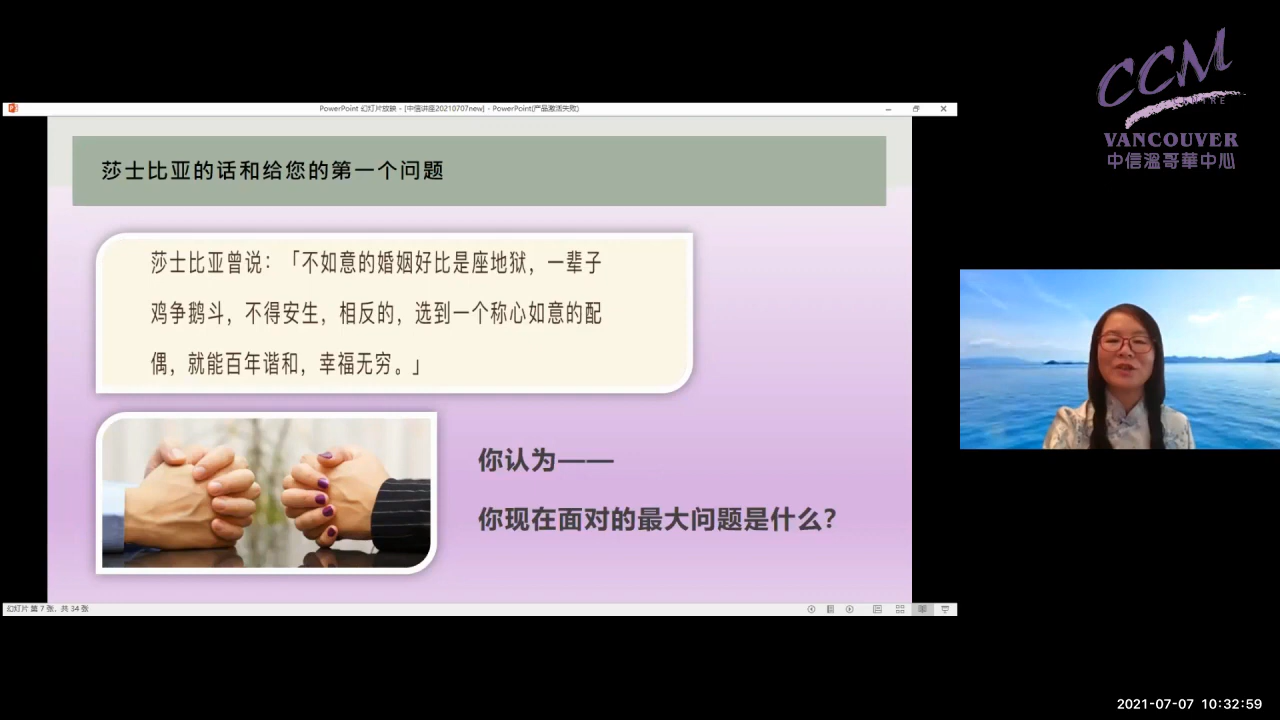 CCM
CENTRE
VANCOUVER
中信溫哥華中心
PowerPoint 幻灯片放映 - [中信讲座20210707new] - PowerPoint(产品激活失败)
莎士比亚的话和给您的第一个问题
莎士比亚曾说：「不如意的婚姻好比是座地狱，一辈子
鸡争鹅斗，不得安生，相反的，选到一个称心如意的配
偶，就能百年谐和，幸福无穷。」
你认为——
你现在面对的最大问题是什么？
幻灯片 第 7 张，共 34 张
2021-07-07 10:32:59